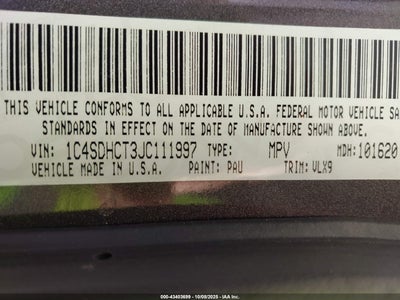 THIS VEHICLE CONFORMS TO ALL APPLICABLE U.S.A. FEDERAL MOTOR VEHICLE SA
STANDARDS IN EFFECT ON THE DATE OF MANUFACTURE SHOWN ABOVE.
VIN: 1C4SDHCT3JC111997 TYPE: MPV MDH:101620
VEHICLE MADE IN U.S.A. PAINT: PAU TRIM: VLX9
000-43403699 - 10/08/2025 - IAA Inc.